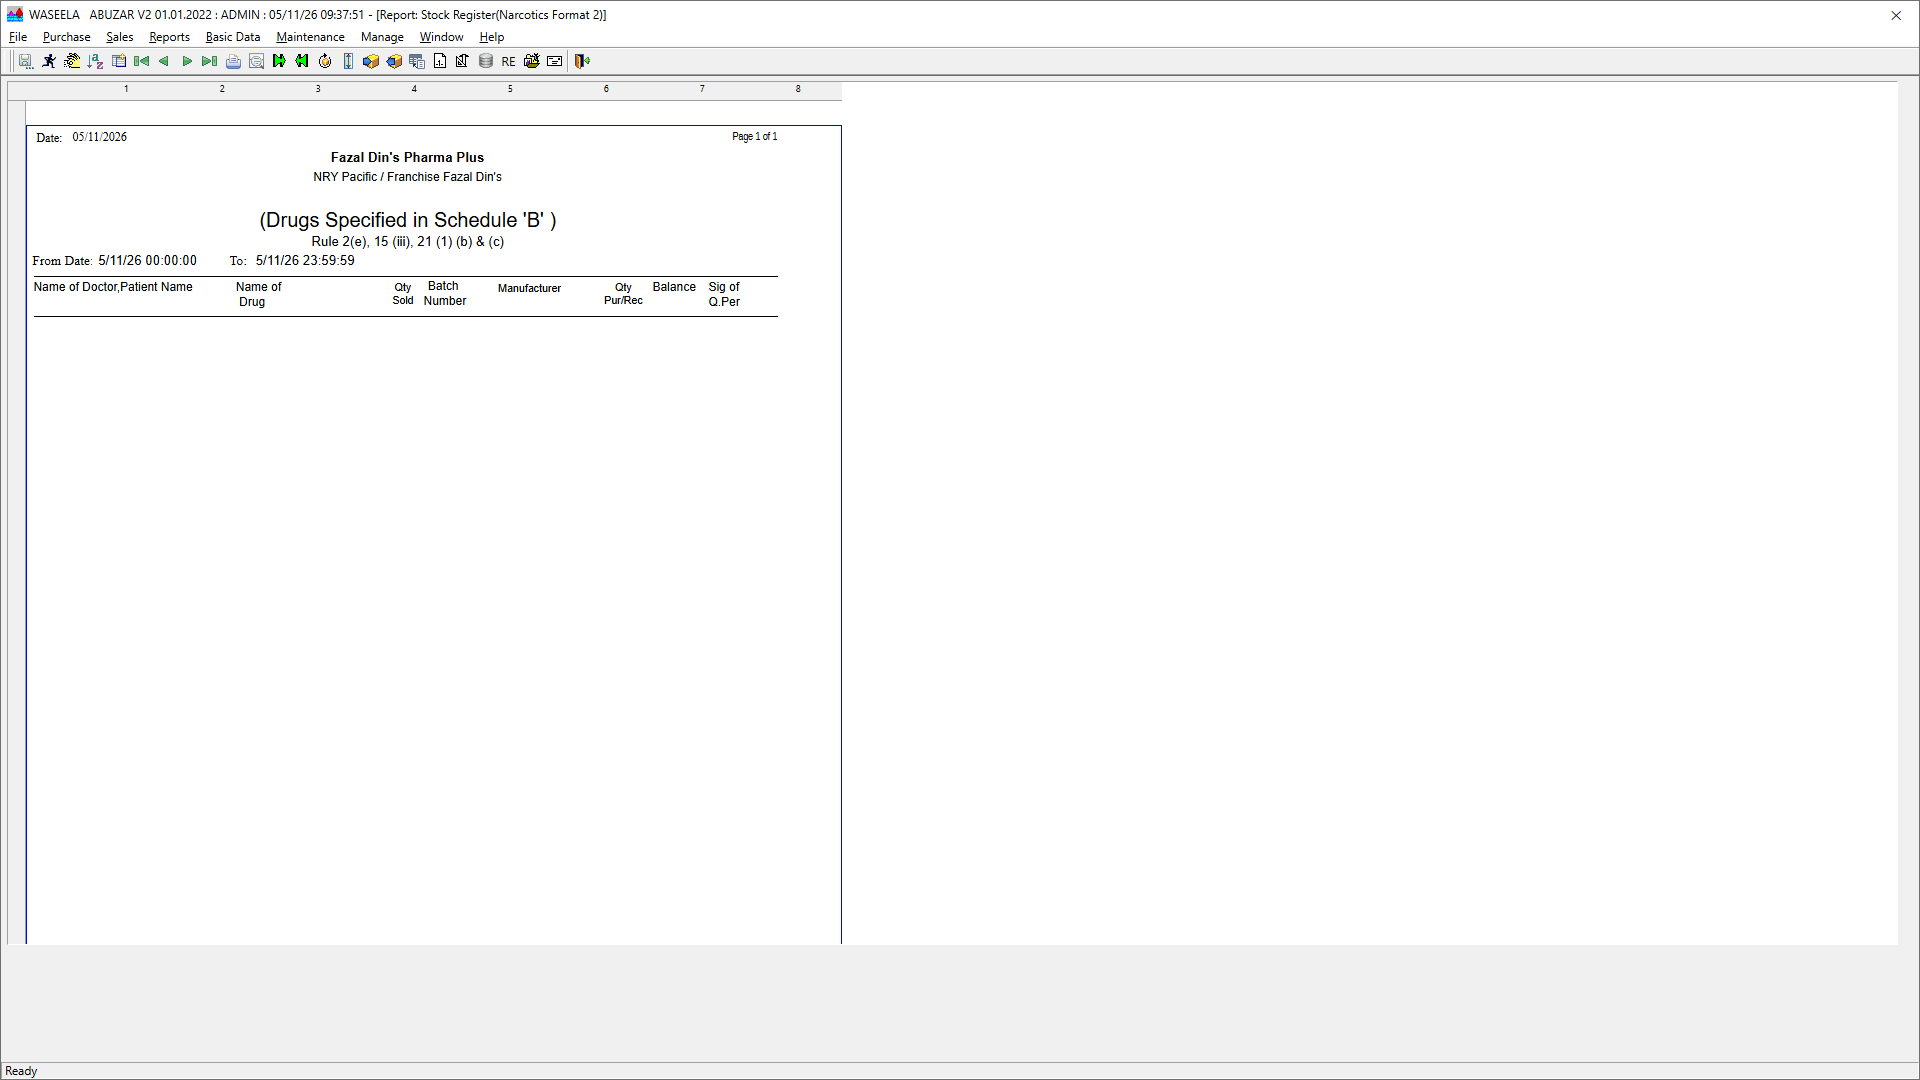 WASEELA   ABUZAR V2 01.01.2022 : ADMIN : 05/11/26 09:37:51 - [Report: Stock Register(Narcotics Format 2)]
File Purchase Sales Reports Basic Data Maintenance Manage Window Help
RE
1 2 3 4 5 6 7 8
Date: 05/11/2026 Page 1 of 1
Fazal Din's Pharma Plus
NRY Pacific / Franchise Fazal Din's
(Drugs Specified in Schedule 'B' )
Rule 2(e), 15 (iii), 21 (1) (b) & (c)
From Date: 5/11/26 00:00:00 To: 5/11/26 23:59:59
Name of Doctor,Patient Name Name of Qty Batch Manufacturer Qty Balance Sig of
Drug Sold Number Pur/Rec Q.Per
Ready